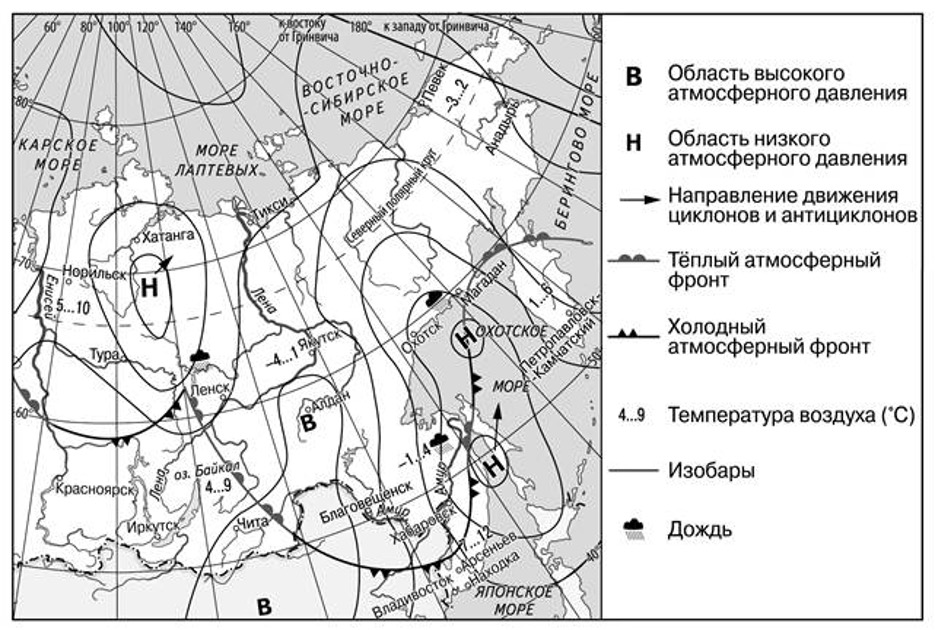 60° 80° 100° 120° 140° 160° к востоку 180° к западу от Гринвича
от Гринвича
80°
КАРСКОЕ
МОРЕ
МОРЕ
ЛАПТЕВЫХ
ВОСТОЧНО-
-СИБИРСКОЕ
МОРЕ
Певек
-3...2
Анадырь
БЕРИНГОВО МОРЕ
Северный полярный круг
Тикси
Хатанга
70°
Норильск
Н
Енисей
5...10
Лена
Магадан
1...6
Петропавловск-
-Камчатский
Охотск
Н
ОХОТСКОЕ
МОРЕ
50°
Тура
-4...1
Якутск
Ленск
Алдан
В
60°
-1...4
Н
Амур
Красноярск
Лена
оз. Байкал
4...9
Иркутск
Чита
Благовещенск
Амур
Хабаровск
7...12
Арсеньев
Владивосток
Находка
40°
ЯПОНСКОЕ
МОРЕ
В
В Область высокого
атмосферного давления
Н Область низкого
атмосферного давления
Направление движения
циклонов и антициклонов
Тёплый атмосферный
фронт
Холодный
атмосферный фронт
4...9 Температура воздуха (°С)
Изобары
Дождь